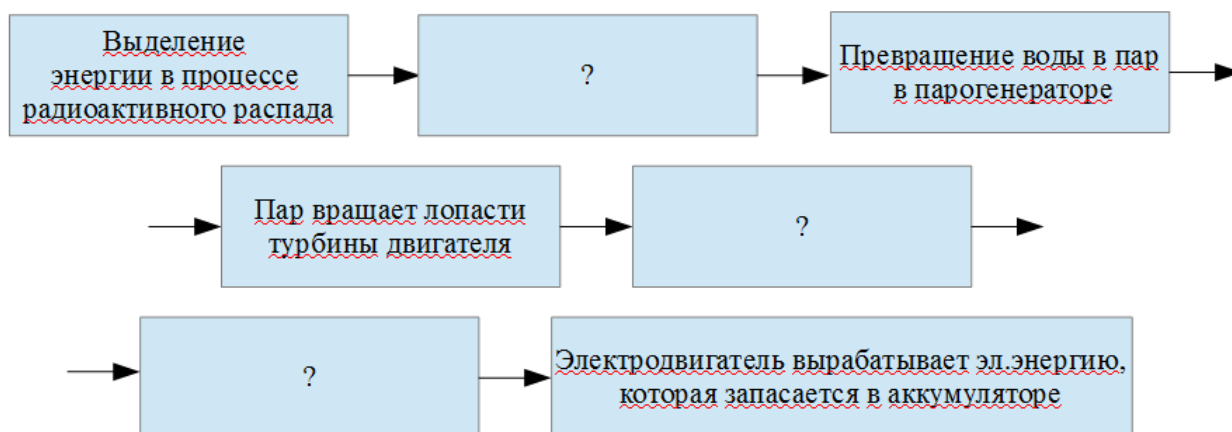 Выделение
энергии в процессе
радиоактивного распада
?
Превращение воды в пар
в парогенераторе
Пар вращает лопасти
турбины двигателя
?
?
Электродвигатель вырабатывает эл.энергию,
которая запасается в аккумуляторе